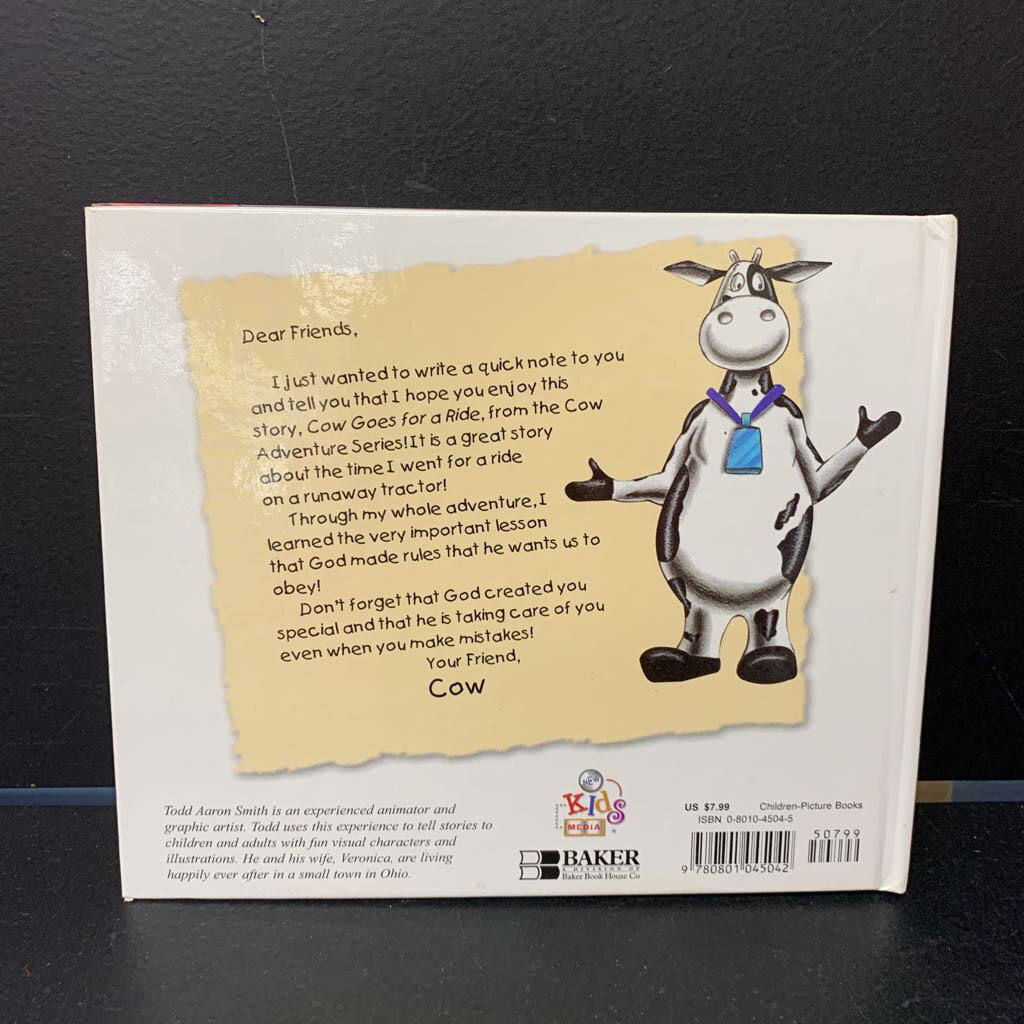 Dear Friends,
I just wanted to write a quick note to you
and tell you that I hope you enjoy this
story, Cow Goes for a Ride, from the Cow
Adventure Series! It is a great story
about the time I went for a ride
on a runaway tractor!
Through my whole adventure, I
learned the very important lesson
that God made rules that he wants us to
obey!
Don't forget that God created you
special and that he is taking care of you
even when you make mistakes!
Your Friend,
Cow
Todd Aaron Smith is an experienced animator and
graphic artist. Todd uses this experience to tell stories to
children and adults with fun visual characters and
illustrations. He and his wife, Veronica, are living
happily ever after in a small town in Ohio.
NEW
Kids
MEDIA
BAKER
A DIVISION OF
Baker Book House Co
US $7.99 Children-Picture Books
ISBN 0-8010-4504-5
50799
9 780801 045042